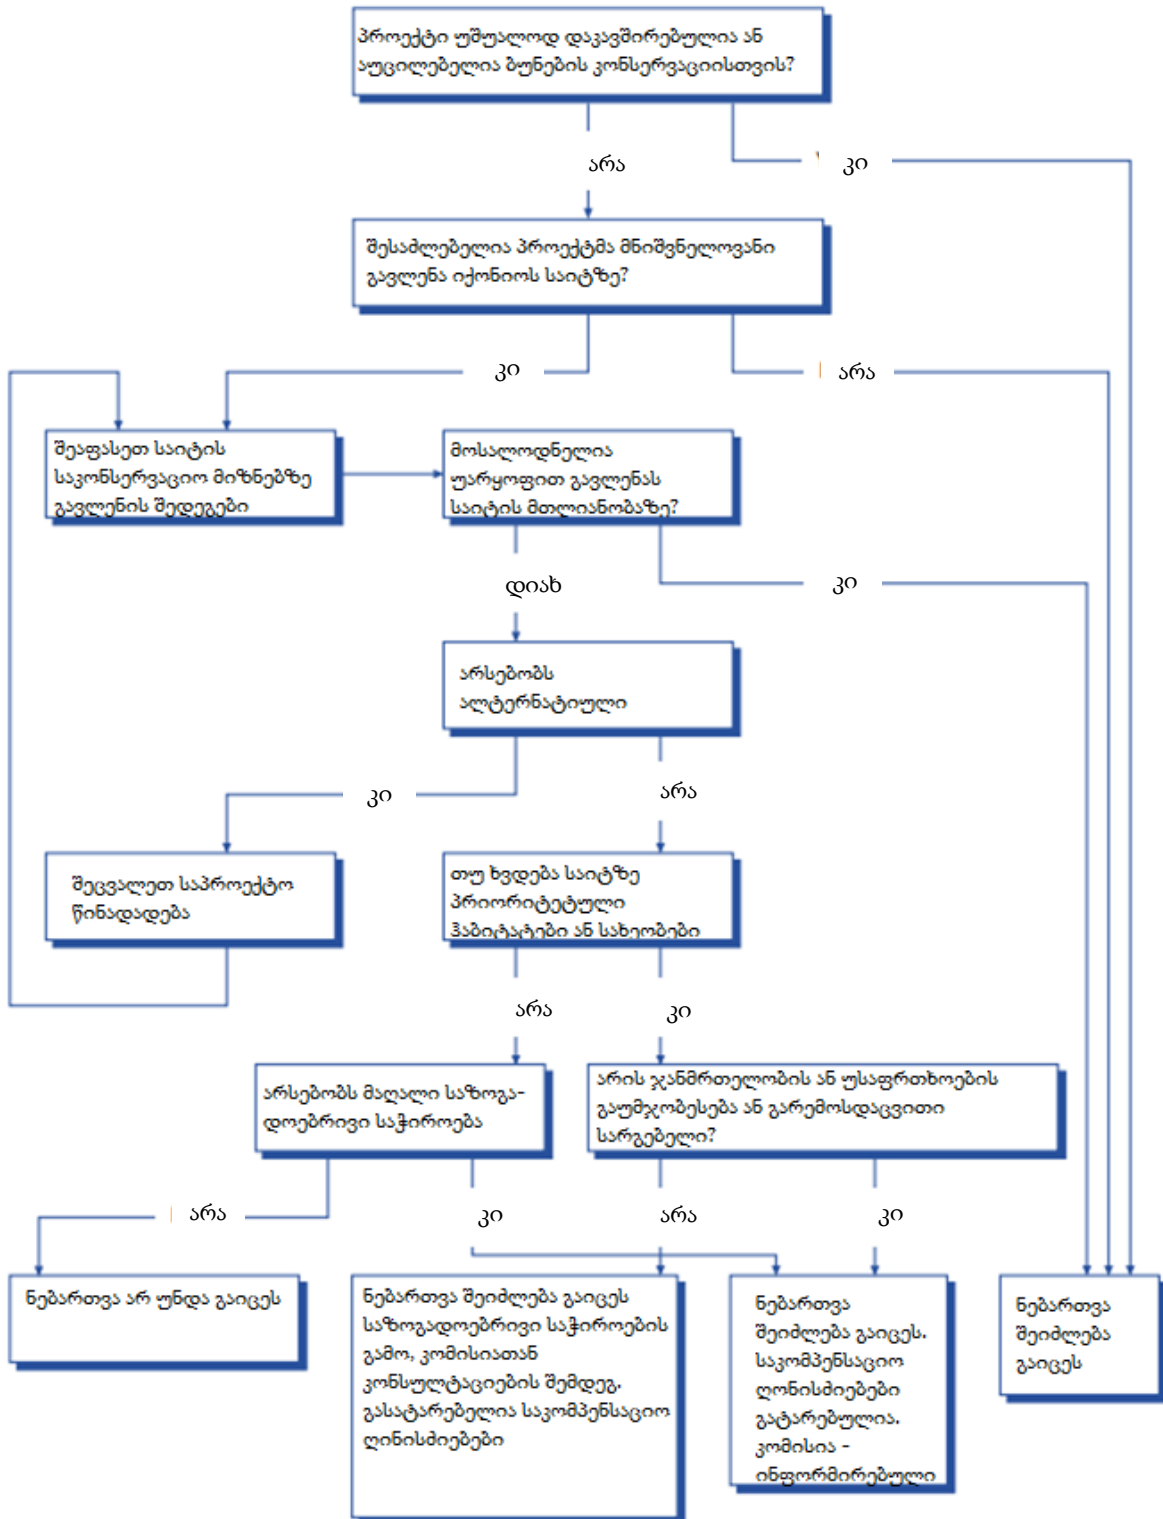 პროექტი უშუალოდ დაკავშირებულია ან
აუცილებელია ბუნების კონსერვაციისთვის?
არა
კი
შესაძლებელია პროექტმა მნიშვნელოვანი
გავლენა იქონიოს საიტზე?
კი
არა
შეაფასეთ საიტის
საკონსერვაციო მიზნებზე
გავლენის შედეგები
მოსალოდნელია
უარყოფით გავლენას
საიტის მთლიანობაზე?
დიახ
კი
არსებობს
ალტერნატიული
კი
არა
შეცვალეთ საპროექტო
წინადადება
თუ ხვდება საიტზე
პრიორიტეტული
ჰაბიტატები ან სახეობები
არა
კი
არსებობს მაღალი საზოგა-
დოებრივი საჭიროება
არის ჯანმრთელობის ან უსაფრთხოების
გაუმჯობესება ან გარემოსდაცვითი
სარგებელი?
არა
კი
არა
კი
ნებართვა არ უნდა გაიცეს
ნებართვა შეიძლება გაიცეს
საზოგადოებრივი საჭიროების
გამო, კომისიათან
კონსულტაციების შემდეგ.
გასატარებელია საკომპენსაციო
ღინისძიებები
ნებართვა
შეიძლება გაიცეს.
საკომპენსაციო
ღონისძიებები
გატარებულია.
კომისია -
ინფორმირებული
ნებართვა
შეიძლება
გაიცეს